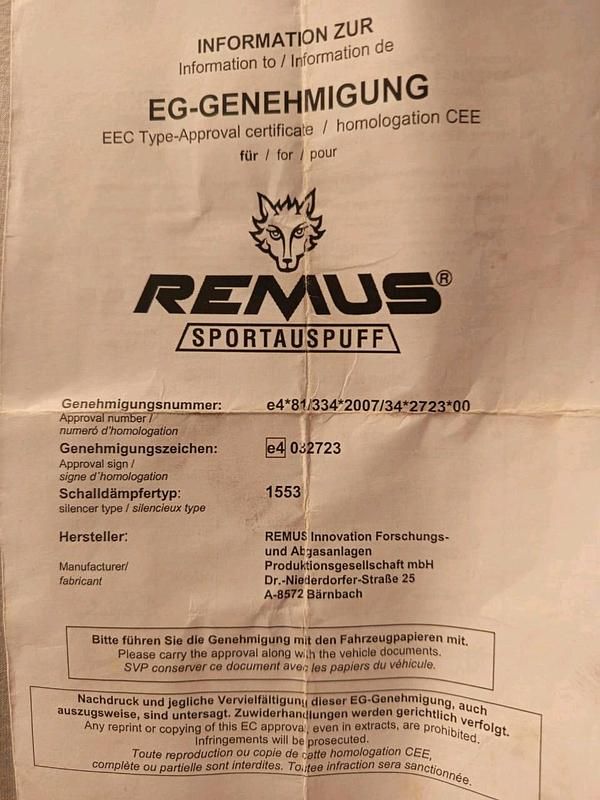 INFORMATION ZUR
Information to / Information de
EG-GENEHMIGUNG
EEC Type-Approval certificate / homologation CEE
für / for / pour
REMUS®
SPORTAUSPUFF
Genehmigungsnummer: e4*81/334*2007/34*2723*00
Approval number /
numeró d'homologation
Genehmigungszeichen: e4 032723
Approval sign /
signe d'homologation
Schalldämpfertyp: 1553
silencer type / silencieux type
Hersteller: REMUS Innovation Forschungs-
und Abgasanlagen
Manufacturer/ Produktionsgesellschaft mbH
fabricant Dr.-Niederdorfer-Straße 25
A-8572 Bärnbach
Bitte führen Sie die Genehmigung mit den Fahrzeugpapieren mit.
Please carry the approval along with the vehicle documents.
SVP conserver ce document avec les papiers du véhicule.
Nachdruck und jegliche Vervielfältigung dieser EG-Genehmigung, auch
auszugsweise, sind untersagt. Zuwiderhandlungen werden gerichtlich verfolgt.
Any reprint or copying of this EC approval, even in extracts, are prohibited.
Infringements will be prosecuted.
Toute reproduction ou copie de cette homologation CEE,
complète ou partielle sont interdites. Toutee infraction sera sanctionnée.